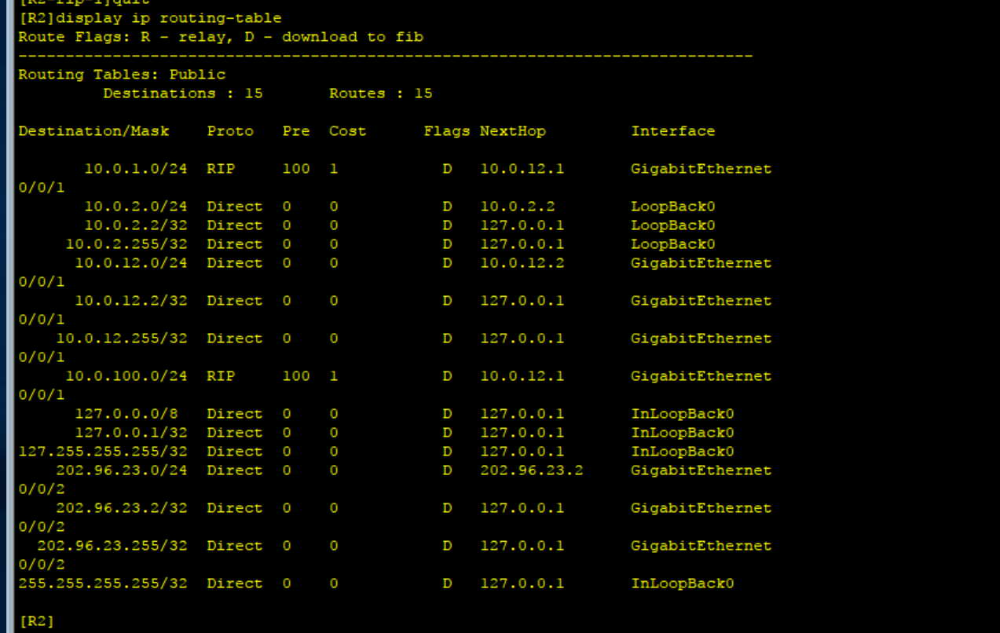 [R2-rip-1]quit
[R2]display ip routing-table
Route Flags: R - relay, D - download to fib
------------------------------------------------------------------------------
Routing Tables: Public
         Destinations : 15       Routes : 15

Destination/Mask    Proto   Pre  Cost      Flags NextHop         Interface

       10.0.1.0/24  RIP     100  1           D   10.0.12.1       GigabitEthernet
0/0/1
       10.0.2.0/24  Direct  0    0           D   10.0.2.2        LoopBack0
       10.0.2.2/32  Direct  0    0           D   127.0.0.1       LoopBack0
     10.0.2.255/32  Direct  0    0           D   127.0.0.1       LoopBack0
      10.0.12.0/24  Direct  0    0           D   10.0.12.2       GigabitEthernet
0/0/1
      10.0.12.2/32  Direct  0    0           D   127.0.0.1       GigabitEthernet
0/0/1
    10.0.12.255/32  Direct  0    0           D   127.0.0.1       GigabitEthernet
0/0/1
     10.0.100.0/24  RIP     100  1           D   10.0.12.1       GigabitEthernet
0/0/1
      127.0.0.0/8   Direct  0    0           D   127.0.0.1       InLoopBack0
      127.0.0.1/32  Direct  0    0           D   127.0.0.1       InLoopBack0
127.255.255.255/32  Direct  0    0           D   127.0.0.1       InLoopBack0
    202.96.23.0/24  Direct  0    0           D   202.96.23.2     GigabitEthernet
0/0/2
    202.96.23.2/32  Direct  0    0           D   127.0.0.1       GigabitEthernet
0/0/2
  202.96.23.255/32  Direct  0    0           D   127.0.0.1       GigabitEthernet
0/0/2
255.255.255.255/32  Direct  0    0           D   127.0.0.1       InLoopBack0

[R2]